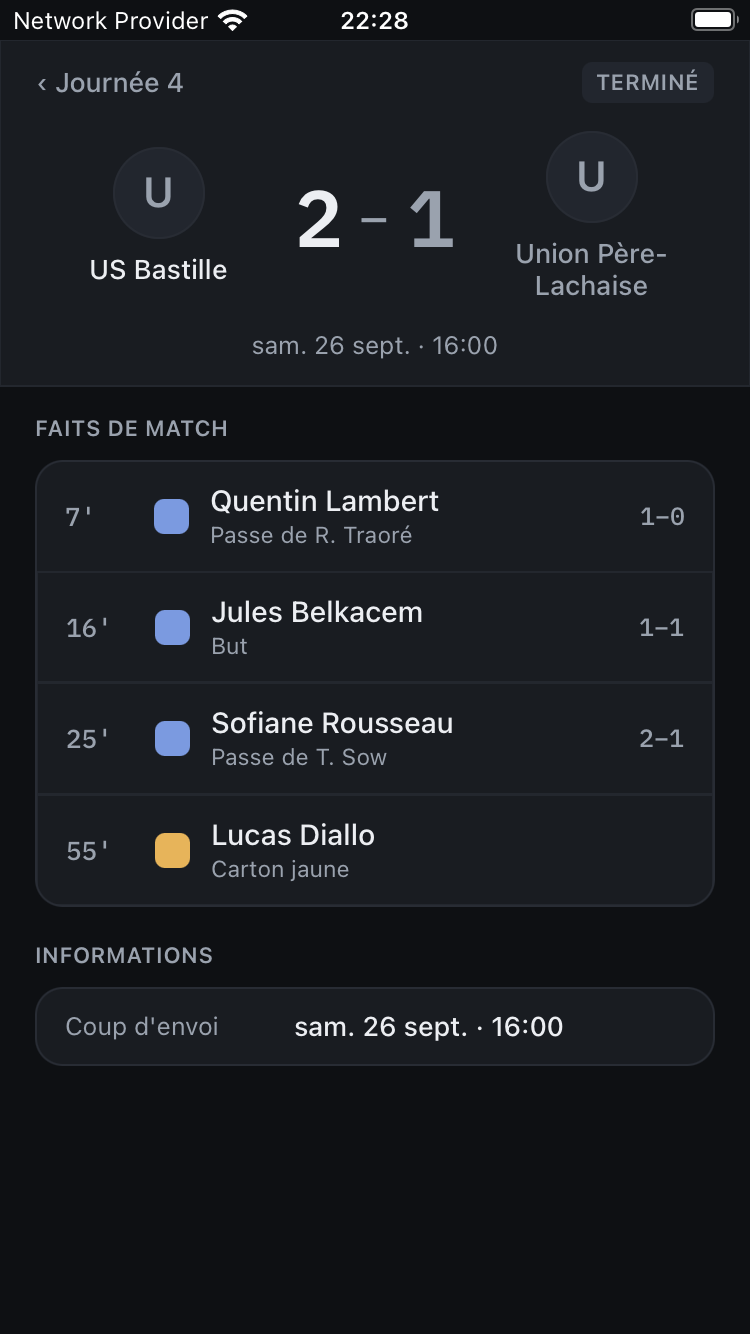 Network Provider 22:28
‹ Journée 4
TERMINÉ
U
US Bastille
2 – 1
U
Union Père-
Lachaise
sam. 26 sept. · 16:00
FAITS DE MATCH
7' Quentin Lambert 1–0
Passe de R. Traoré
16' Jules Belkacem 1–1
But
25' Sofiane Rousseau 2–1
Passe de T. Sow
55' Lucas Diallo
Carton jaune
INFORMATIONS
Coup d'envoi sam. 26 sept. · 16:00